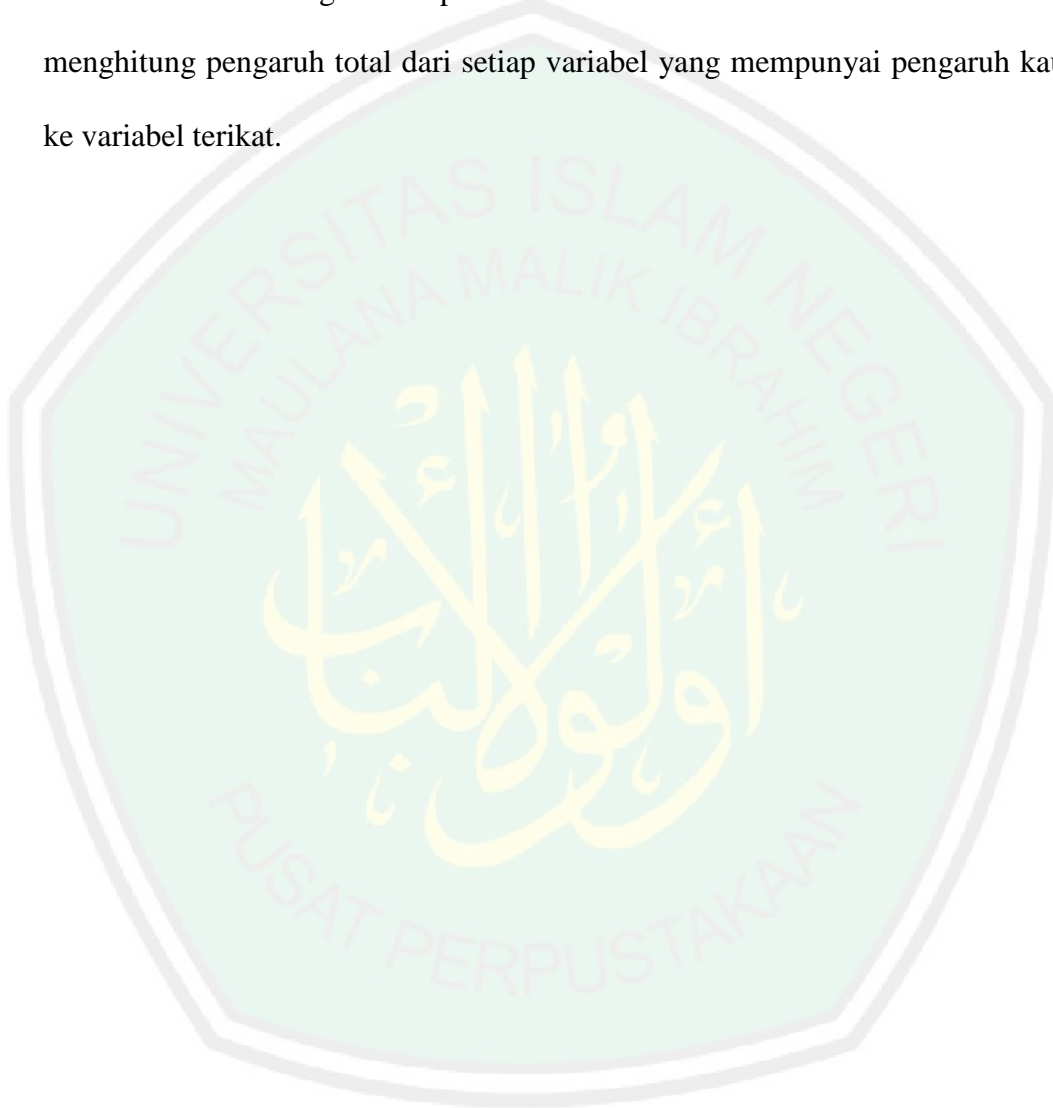 menghitung pengaruh total dari setiap variabel yang mempunyai pengaruh
ke variabel terikat.
UNIVERSITAS ISLAM NEGERI
MAULANA MALIK IBRAHIM
PUSAT PERPUSTAKAAN